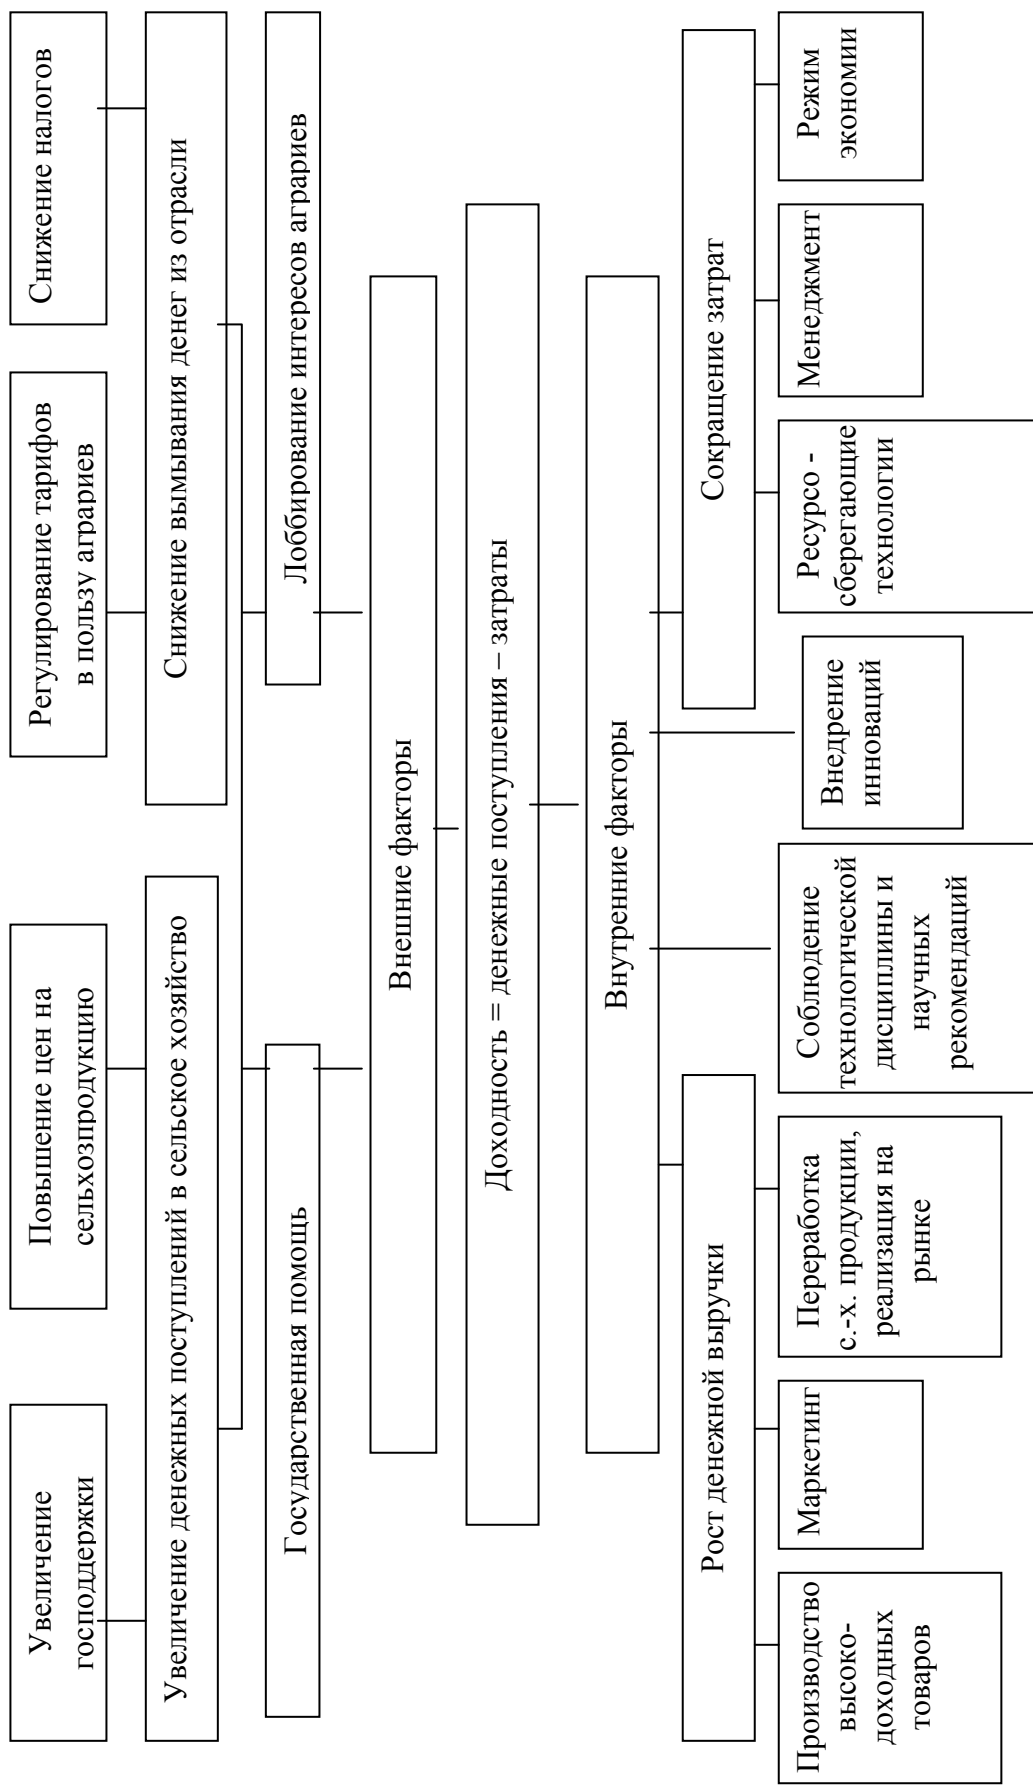 Увеличение
господдержки
Повышение цен на
сельхозпродукцию
Регулирование тарифов
в пользу аграриев
Снижение налогов
Увеличение денежных поступлений в сельское хозяйство
Снижение вымывания денег из отрасли
Государственная помощь
Лоббирование интересов аграриев
Внешние факторы
Доходность = денежные поступления – затраты
Внутренние факторы
Рост денежной выручки
Сокращение затрат
Производство
высоко-
доходных
товаров
Маркетинг
Переработка
с.-х. продукции,
реализация на
рынке
Соблюдение
технологической
дисциплины и
научных
рекомендаций
Внедрение
инноваций
Ресурсо -
сберегающие
технологии
Менеджмент
Режим
экономии